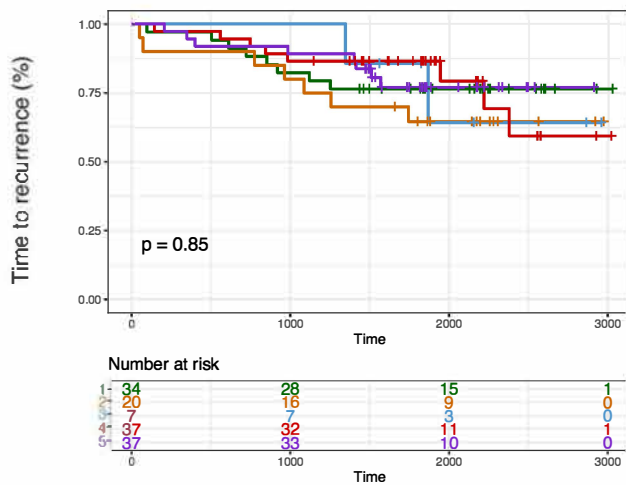 Time to recurrence (%)
1.00
0.75
0.50
0.25
0.00
p = 0.85
0 1000 2000 3000
Time
Number at risk
1 34 28 15 1
2 20 16 9 0
7 7 3 0
4 37 32 11 1
5 37 33 10 0
0 1000 2000 3000
Time